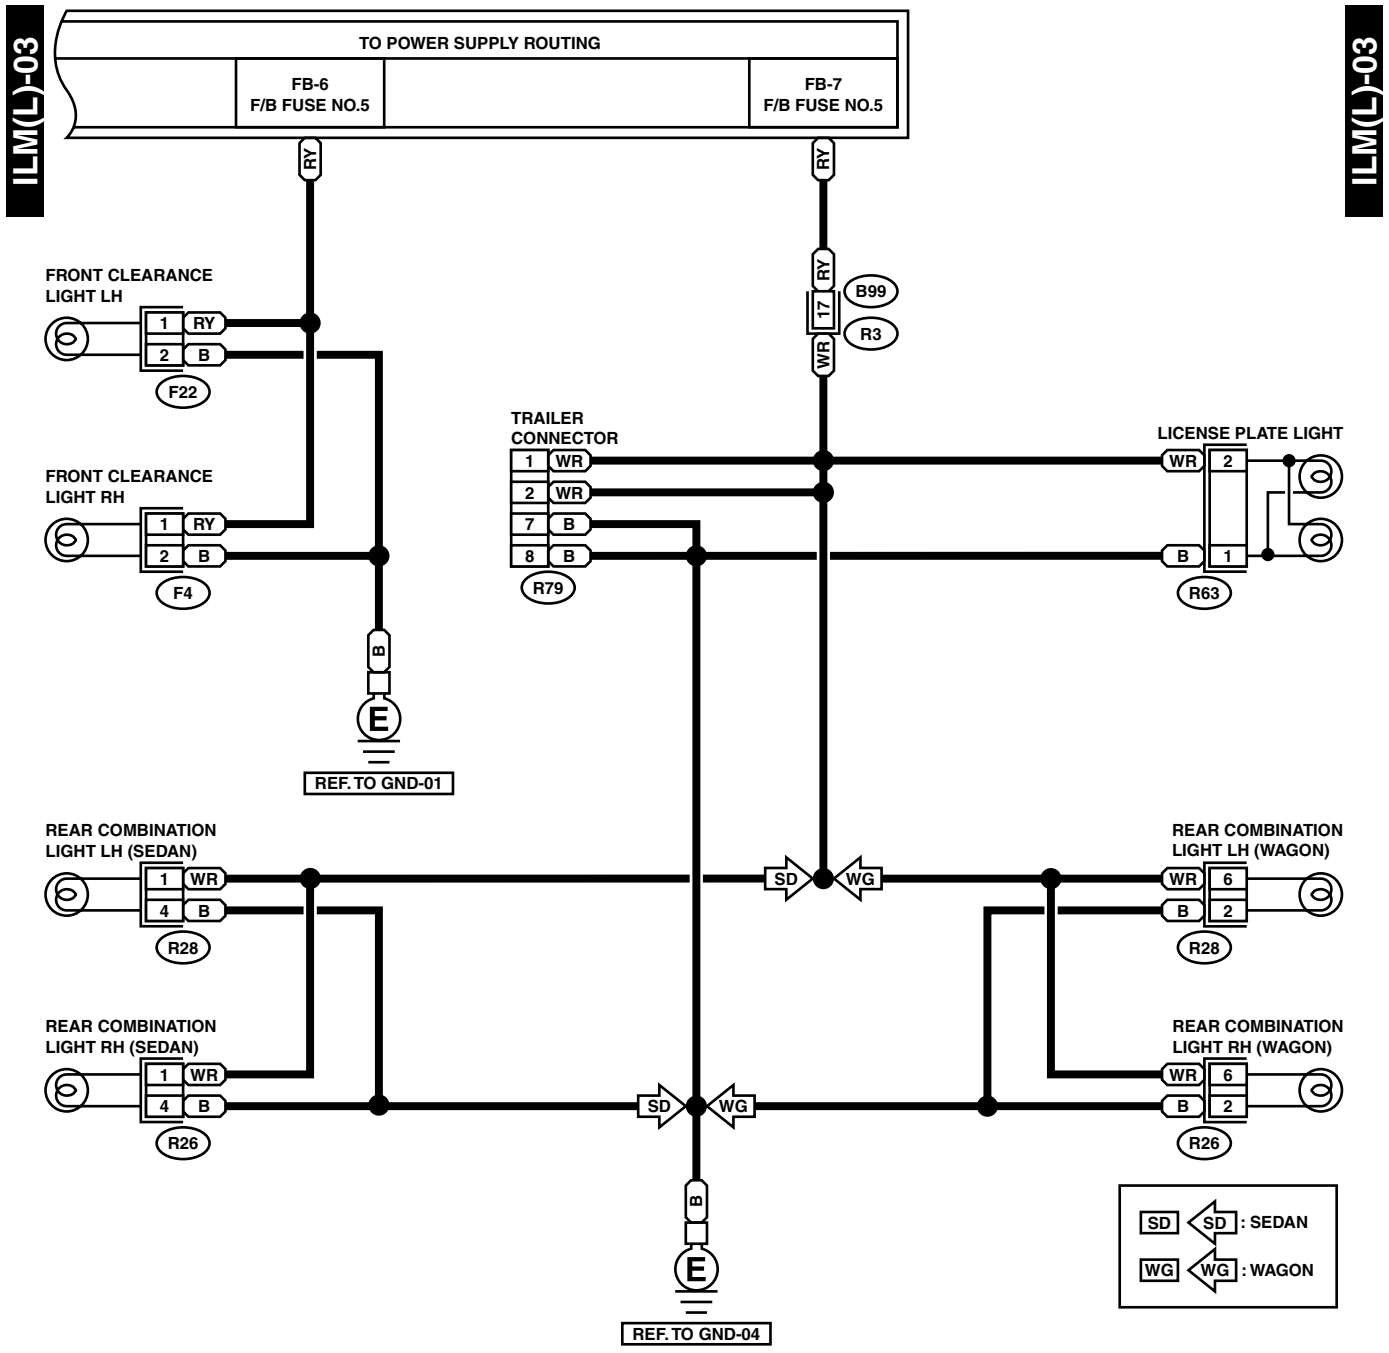 ILM(L)-03
ILM(L)-03
TO POWER SUPPLY ROUTING
FB-6
F/B FUSE NO.5
FB-7
F/B FUSE NO.5
RY
RY
RY
17
B99
R3
WR
FRONT CLEARANCE
LIGHT LH
1 RY
2 B
F22
FRONT CLEARANCE
LIGHT RH
1 RY
2 B
F4
B
E
REF. TO GND-01
TRAILER
CONNECTOR
1 WR
2 WR
7 B
8 B
R79
LICENSE PLATE LIGHT
WR 2
B 1
R63
REAR COMBINATION
LIGHT LH (SEDAN)
1 WR
4 B
R28
SD
WG
REAR COMBINATION
LIGHT LH (WAGON)
WR 6
B 2
R28
REAR COMBINATION
LIGHT RH (SEDAN)
1 WR
4 B
R26
SD
WG
REAR COMBINATION
LIGHT RH (WAGON)
WR 6
B 2
R26
B
E
REF. TO GND-04
SD SD : SEDAN
WG WG : WAGON